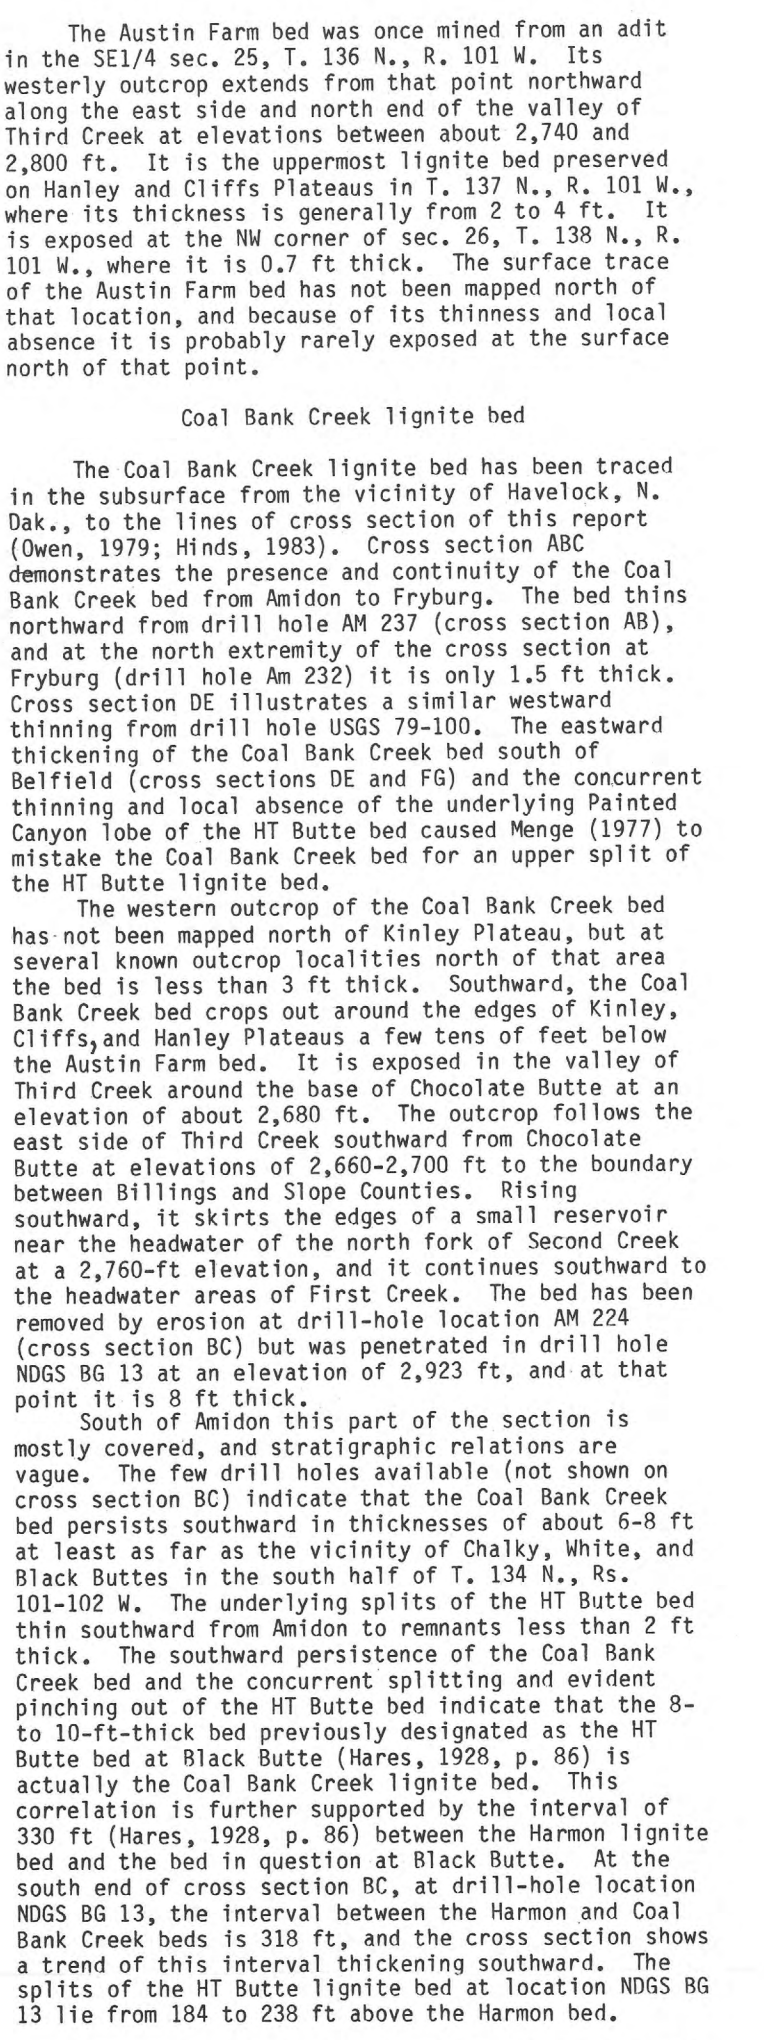 The Austin Farm bed was once mined from an adit
in the SE1/4 sec. 25, T. 136 N., R. 101 W.  Its
westerly outcrop extends from that point northward
along the east side and north end of the valley of
Third Creek at elevations between about 2,740 and
2,800 ft.  It is the uppermost lignite bed preserved
on Hanley and Cliffs Plateaus in T. 137 N., R. 101 W.,
where its thickness is generally from 2 to 4 ft.  It
is exposed at the NW corner of sec. 26, T. 138 N., R.
101 W., where it is 0.7 ft thick.  The surface trace
of the Austin Farm bed has not been mapped north of
that location, and because of its thinness and local
absence it is probably rarely exposed at the surface
north of that point.
Coal Bank Creek lignite bed
The Coal Bank Creek lignite bed has been traced
in the subsurface from the vicinity of Havelock, N.
Dak., to the lines of cross section of this report
(Owen, 1979; Hinds, 1983).  Cross section ABC
demonstrates the presence and continuity of the Coal
Bank Creek bed from Amidon to Fryburg.  The bed thins
northward from drill hole AM 237 (cross section AB),
and at the north extremity of the cross section at
Fryburg (drill hole Am 232) it is only 1.5 ft thick.
Cross section DE illustrates a similar westward
thinning from drill hole USGS 79-100.  The eastward
thickening of the Coal Bank Creek bed south of
Belfield (cross sections DE and FG) and the concurrent
thinning and local absence of the underlying Painted
Canyon lobe of the HT Butte bed caused Menge (1977) to
mistake the Coal Bank Creek bed for an upper split of
the HT Butte lignite bed.
The western outcrop of the Coal Bank Creek bed
has not been mapped north of Kinley Plateau, but at
several known outcrop localities north of that area
the bed is less than 3 ft thick.  Southward, the Coal
Bank Creek bed crops out around the edges of Kinley,
Cliffs, and Hanley Plateaus a few tens of feet below
the Austin Farm bed.  It is exposed in the valley of
Third Creek around the base of Chocolate Butte at an
elevation of about 2,680 ft.  The outcrop follows the
east side of Third Creek southward from Chocolate
Butte at elevations of 2,660-2,700 ft to the boundary
between Billings and Slope Counties.  Rising
southward, it skirts the edges of a small reservoir
near the headwater of the north fork of Second Creek
at a 2,760-ft elevation, and it continues southward to
the headwater areas of First Creek.  The bed has been
removed by erosion at drill-hole location AM 224
(cross section BC) but was penetrated in drill hole
NDGS BG 13 at an elevation of 2,923 ft, and at that
point it is 8 ft thick.
South of Amidon this part of the section is
mostly covered, and stratigraphic relations are
vague.  The few drill holes available (not shown on
cross section BC) indicate that the Coal Bank Creek
bed persists southward in thicknesses of about 6-8 ft
at least as far as the vicinity of Chalky, White, and
Black Buttes in the south half of T. 134 N., Rs.
101-102 W.  The underlying splits of the HT Butte bed
thin southward from Amidon to remnants less than 2 ft
thick.  The southward persistence of the Coal Bank
Creek bed and the concurrent splitting and evident
pinching out of the HT Butte bed indicate that the 8-
to 10-ft-thick bed previously designated as the HT
Butte bed at Black Butte (Hares, 1928, p. 86) is
actually the Coal Bank Creek lignite bed.  This
correlation is further supported by the interval of
330 ft (Hares, 1928, p. 86) between the Harmon lignite
bed and the bed in question at Black Butte.  At the
south end of cross section BC, at drill-hole location
NDGS BG 13, the interval between the Harmon and Coal
Bank Creek beds is 318 ft, and the cross section shows
a trend of this interval thickening southward.  The
splits of the HT Butte lignite bed at location NDGS BG
13 lie from 184 to 238 ft above the Harmon bed.